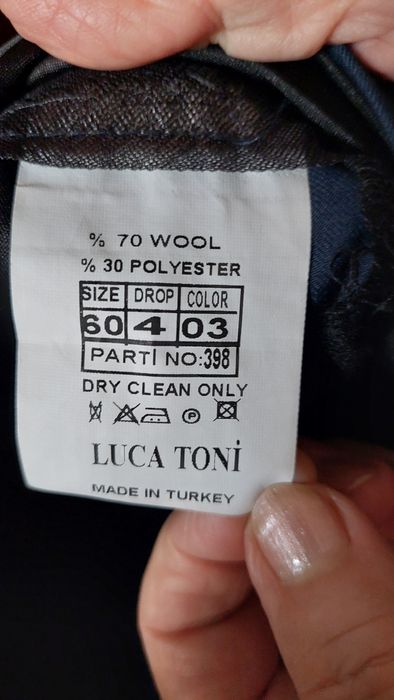 % 70 WOOL
% 30 POLYESTER
SIZE DROP COLOR
60 4 03
PARTİ NO:398
DRY CLEAN ONLY
P
LUCA TONİ
MADE IN TURKEY